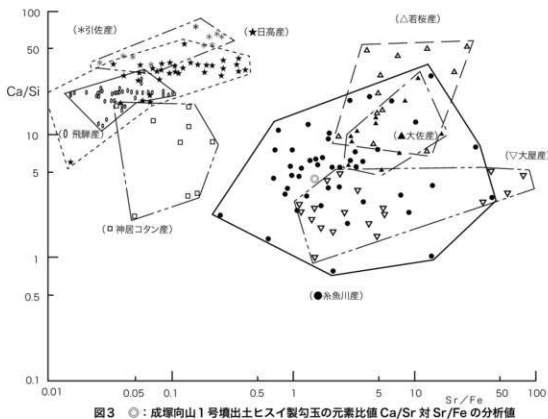 100
(＊引佐産)
(★日高産)
(△若桜産)
50
Ca/Si
(０飛騨産)
10
(▲大佐産)
(▽大屋産)
5
(□神居コタン産)
1
(●糸魚川産)
0.5
0.1
0.01 0.05 0.1 0.5 1 5 10 50 100
Sr/Fe
図3 ◎：成塚向山1号墳出土ヒスイ製勾玉の元素比値 Ca/Sr 対 Sr/Fe の分析値